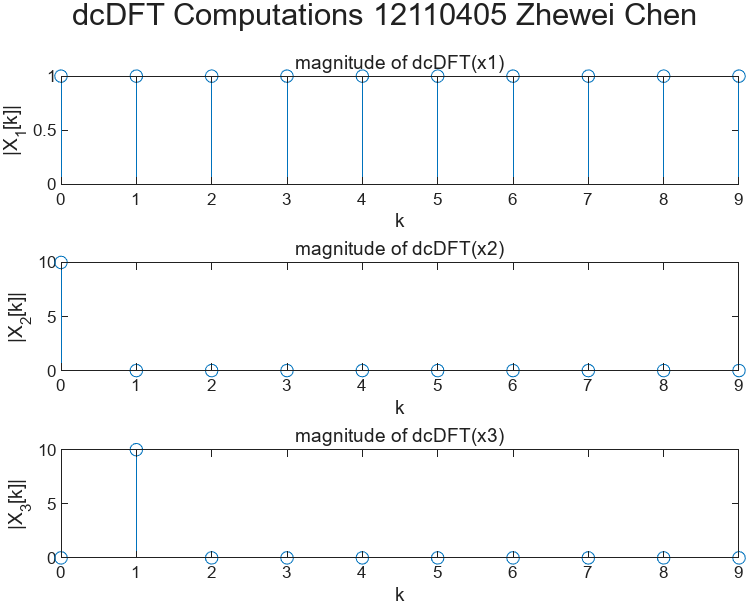 dcDFT Computations 12110405 Zhewei Chen
magnitude of dcDFT(x1)
1
0.5
0
|X1[k]|
0 1 2 3 4 5 6 7 8 9
k
magnitude of dcDFT(x2)
10
5
0
|X2[k]|
0 1 2 3 4 5 6 7 8 9
k
magnitude of dcDFT(x3)
10
5
0
|X3[k]|
0 1 2 3 4 5 6 7 8 9
k